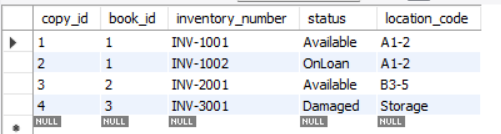 copy_id book_id inventory_number status location_code
1 1 INV-1001 Available A1-2
2 1 INV-1002 OnLoan A1-2
3 2 INV-2001 Available B3-5
4 3 INV-3001 Damaged Storage
NULL NULL NULL NULL NULL